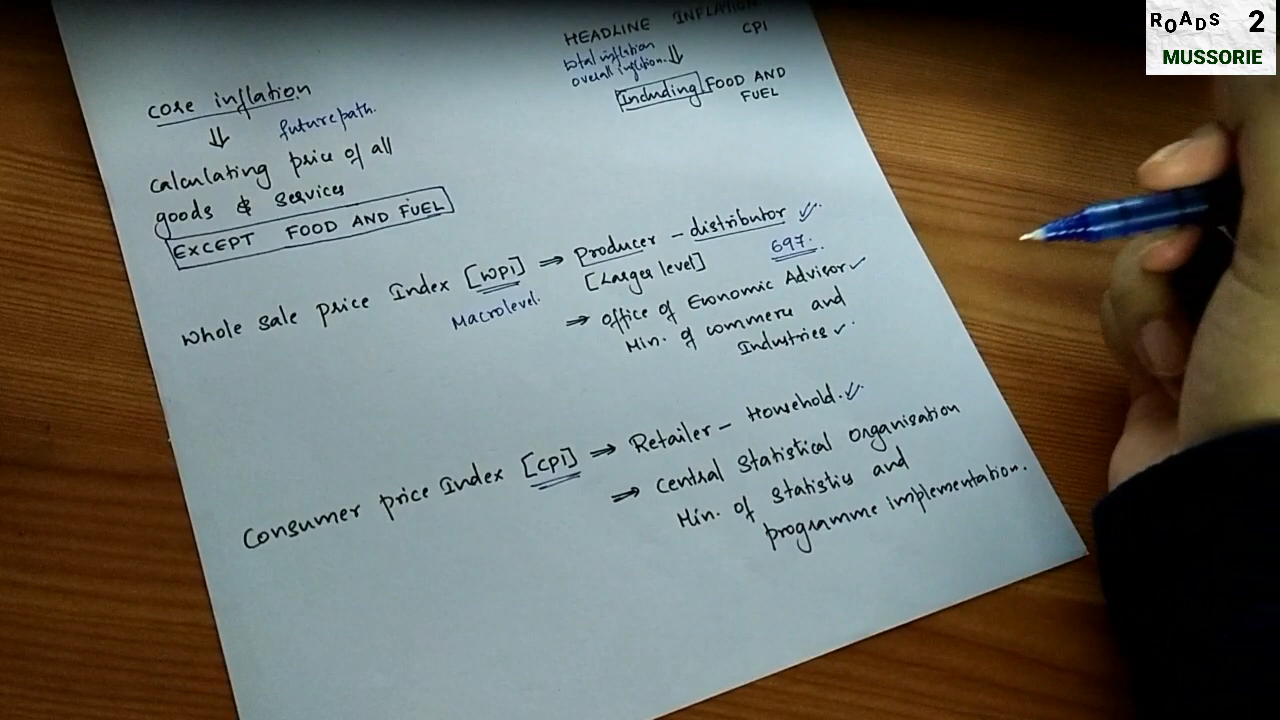 ROADS 2
MUSSORIE
HEADLINE INFLATION
CPI
total inflation
overall inflation.
Including FOOD AND
FUEL
core inflation
future path.
calculating price of all
goods & services
EXCEPT FOOD AND FUEL
Whole sale price Index [WPI] ⇒ Producer - distributor
Macrolevel.
[Larger level]
697.
⇒ Office of Economic Advisor
Min. of commerce and
Industries
Consumer price Index [CPI] ⇒ Retailer - Household.
⇒ Central Statistical Organisation
Min. of Statistics and
programme implementation.